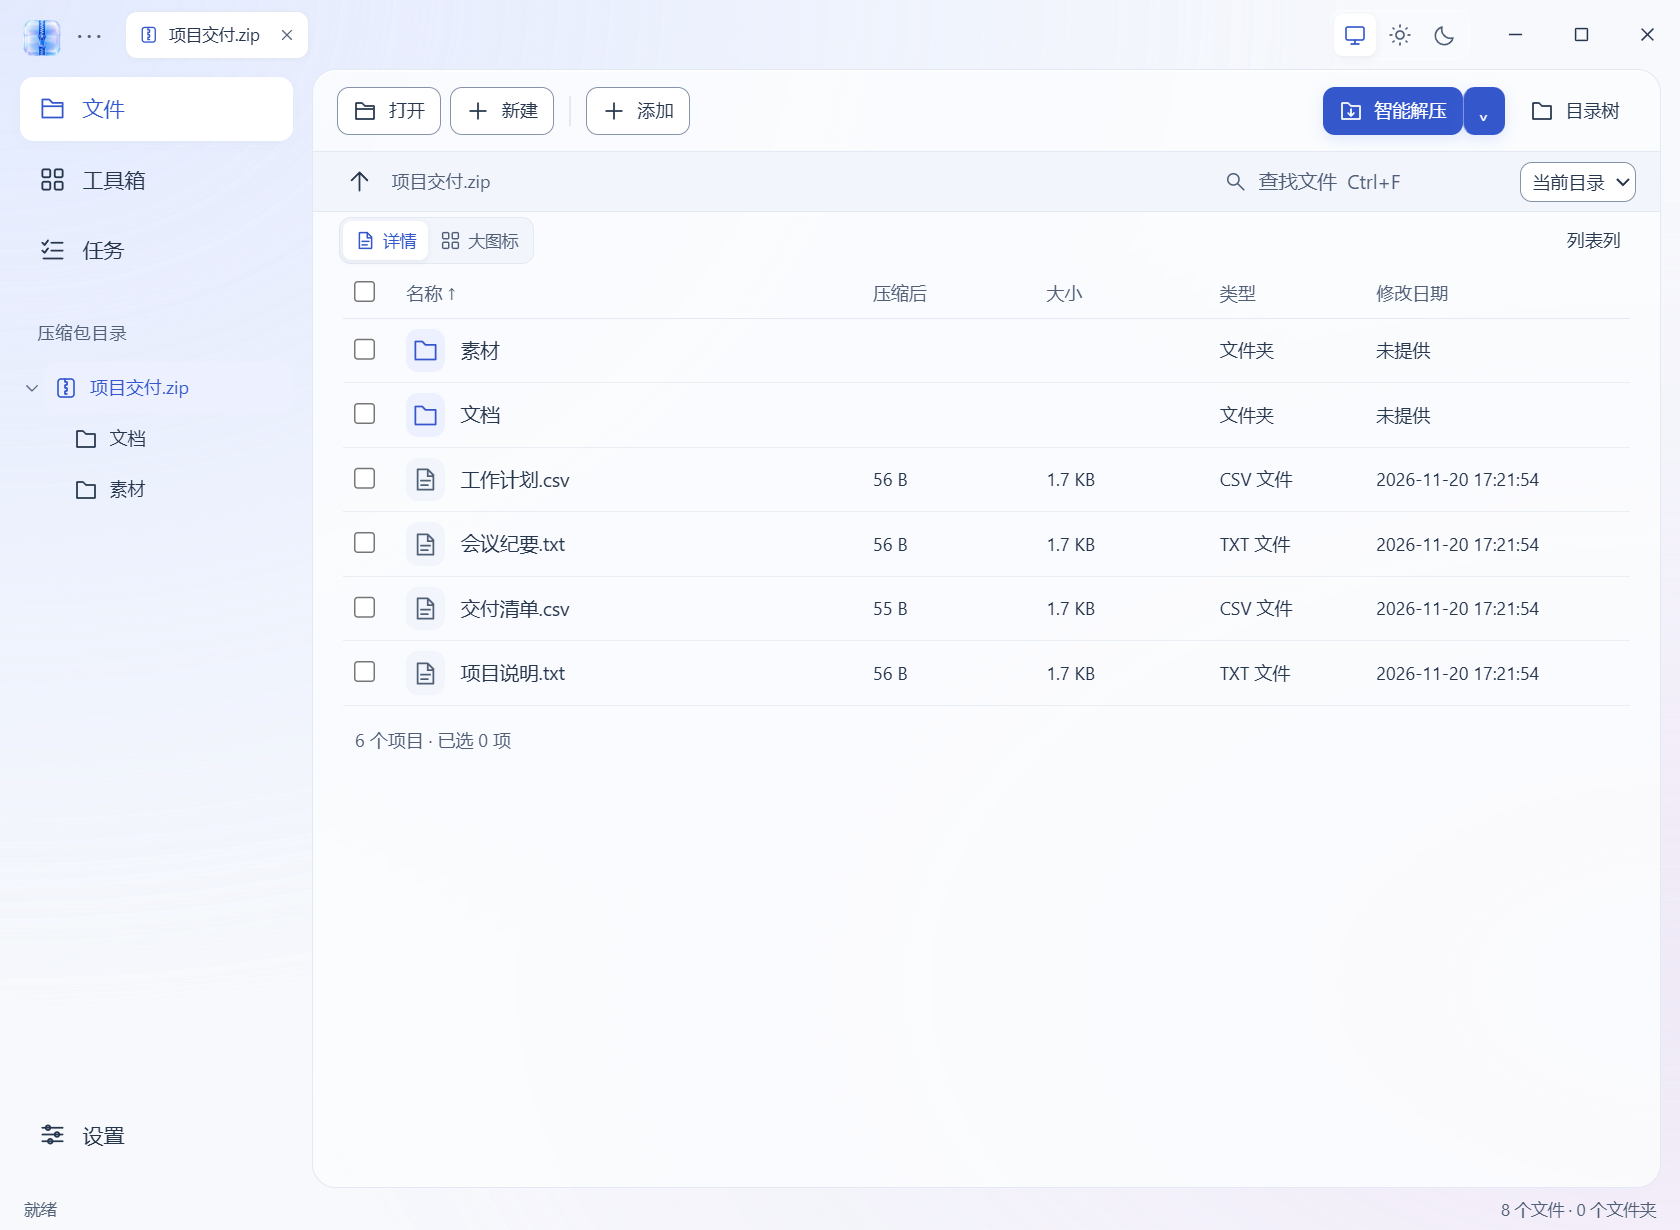 项目交付.zip
文件
打开
新建
添加
智能解压
目录树
工具箱
项目交付.zip
查找文件 Ctrl+F
当前目录
任务
详情
大图标
列表列
压缩包目录
名称 ↑ 压缩后 大小 类型 修改日期
项目交付.zip
文档
素材
素材 文件夹 未提供
文档 文件夹 未提供
工作计划.csv 56 B 1.7 KB CSV 文件 2026-11-20 17:21:54
会议纪要.txt 56 B 1.7 KB TXT 文件 2026-11-20 17:21:54
交付清单.csv 55 B 1.7 KB CSV 文件 2026-11-20 17:21:54
项目说明.txt 56 B 1.7 KB TXT 文件 2026-11-20 17:21:54
6 个项目 · 已选 0 项
设置
就绪
8 个文件 · 0 个文件夹